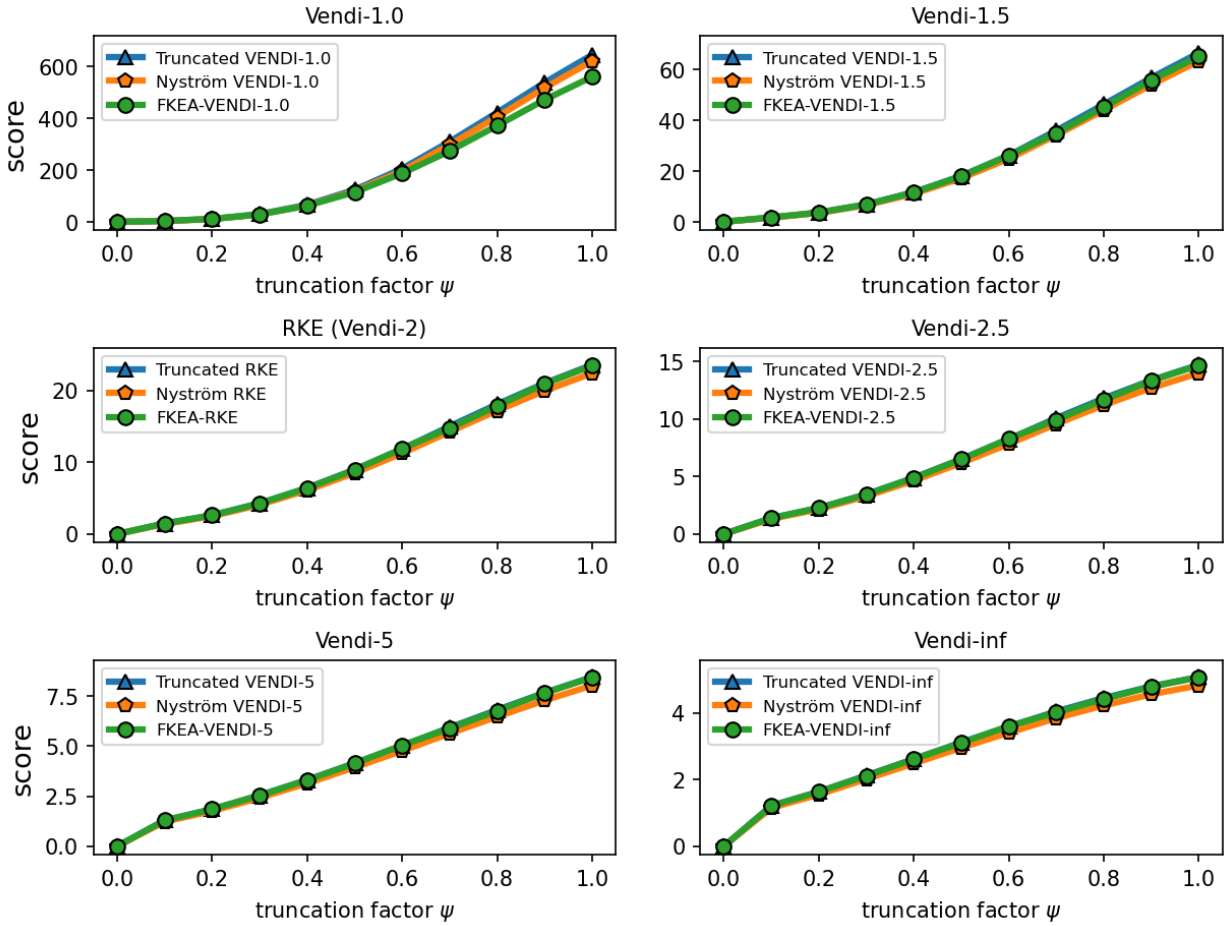 Vendi-1.0
Truncated VENDI-1.0
Nyström VENDI-1.0
FKEA-VENDI-1.0
score
600
400
200
0
0.0 0.2 0.4 0.6 0.8 1.0
truncation factor ψ
Vendi-1.5
Truncated VENDI-1.5
Nyström VENDI-1.5
FKEA-VENDI-1.5
60
40
20
0
0.0 0.2 0.4 0.6 0.8 1.0
truncation factor ψ
RKE (Vendi-2)
Truncated RKE
Nyström RKE
FKEA-RKE
score
20
10
0
0.0 0.2 0.4 0.6 0.8 1.0
truncation factor ψ
Vendi-2.5
Truncated VENDI-2.5
Nyström VENDI-2.5
FKEA-VENDI-2.5
15
10
5
0
0.0 0.2 0.4 0.6 0.8 1.0
truncation factor ψ
Vendi-5
Truncated VENDI-5
Nyström VENDI-5
FKEA-VENDI-5
score
7.5
5.0
2.5
0.0
0.0 0.2 0.4 0.6 0.8 1.0
truncation factor ψ
Vendi-inf
Truncated VENDI-inf
Nyström VENDI-inf
FKEA-VENDI-inf
4
2
0
0.0 0.2 0.4 0.6 0.8 1.0
truncation factor ψ